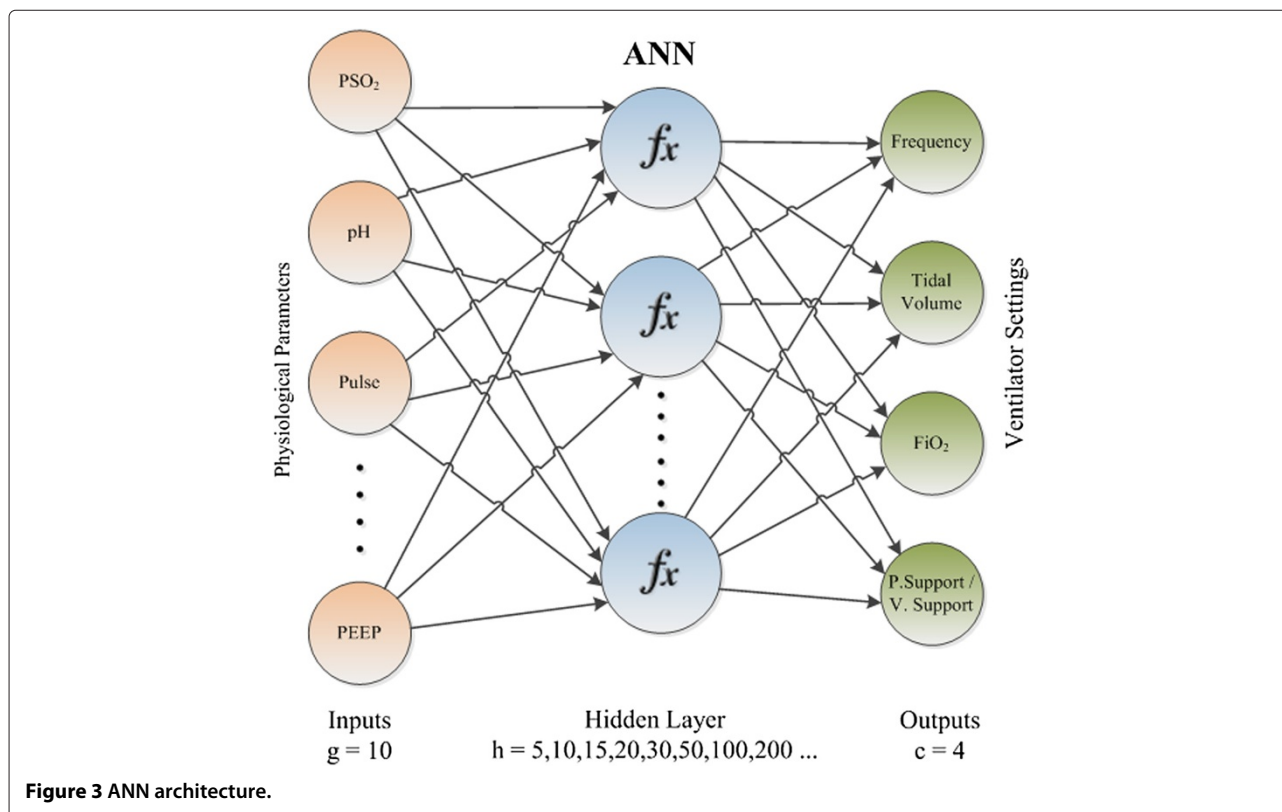 ANN
PSO₂
pH
Pulse
PEEP
Physiological Parameters
fx
fx
fx
Frequency
Tidal
Volume
FiO₂
P.Support /
V. Support
Ventilator Settings
Inputs
g = 10
Hidden Layer
h = 5,10,15,20,30,50,100,200 ...
Outputs
c = 4
Figure 3 ANN architecture.